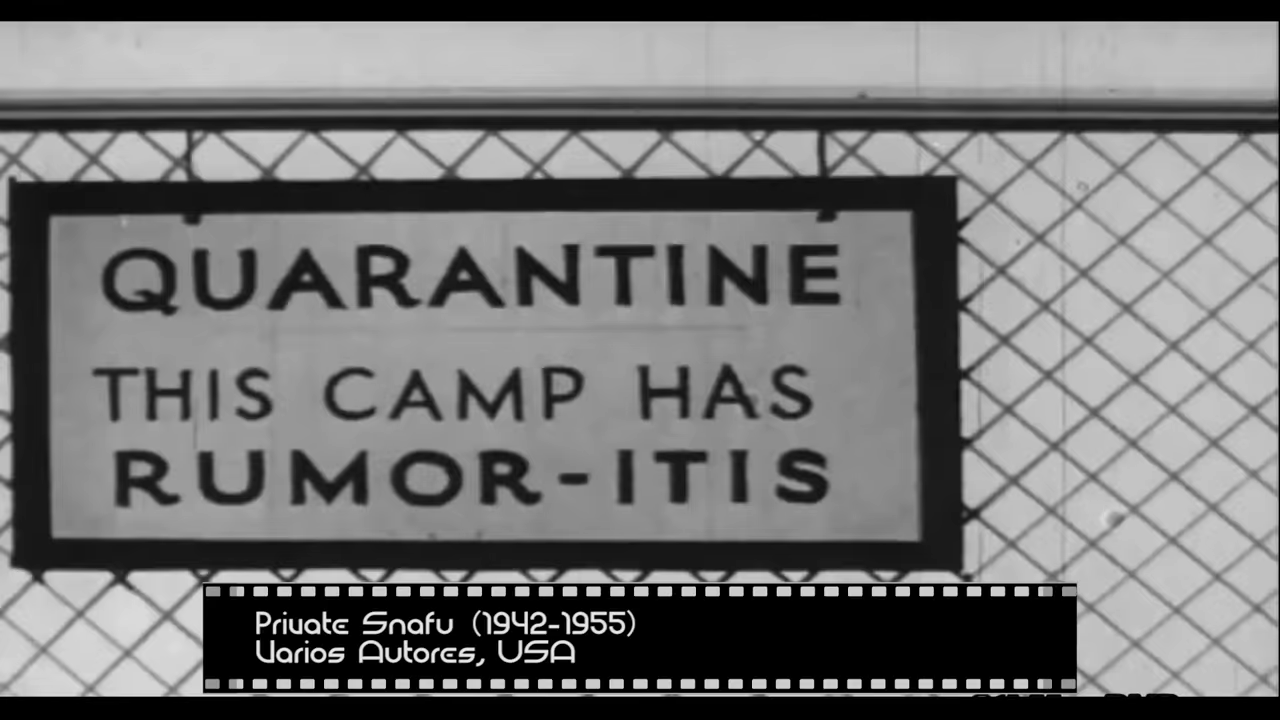 QUARANTINE
THIS CAMP HAS
RUMOR-ITIS
Private Snafu (1942-1955)
Varios Autores, USA